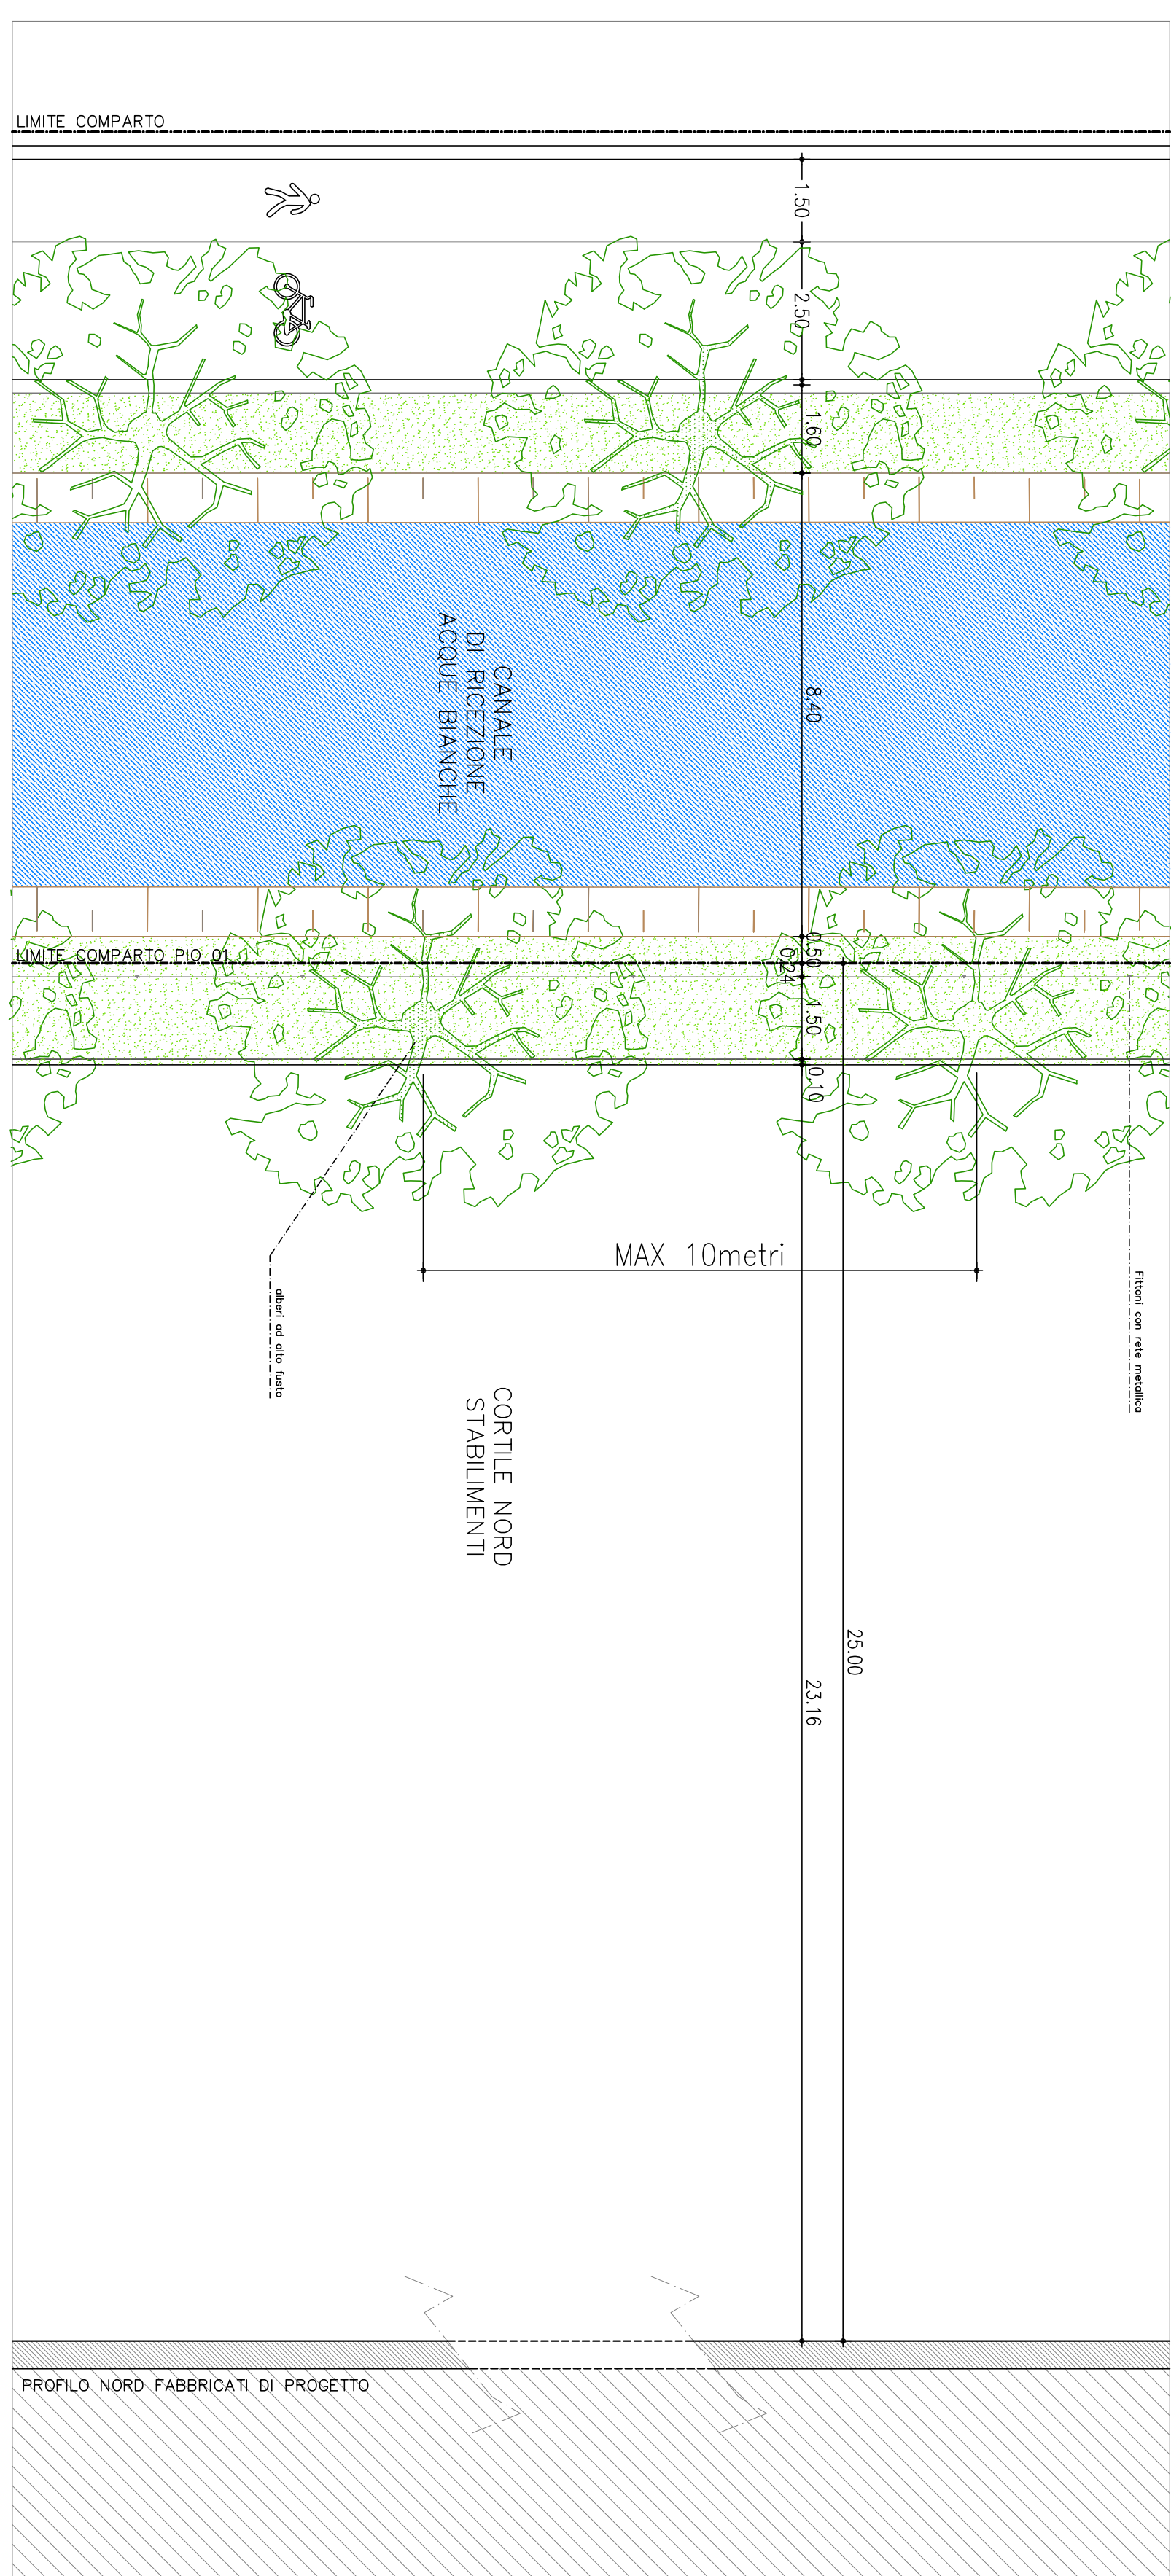 LIMITE COMPARTO
1.50
2.50
1.60
CANALE
DI RICEZIONE
ACQUE BIANCHE
8.40
LIMITE COMPARTO PIO 01
0.50
0.24
1.50
0.10
MAX 10metri
alberi ad alto fusto
Fittoni con rete metallica
CORTILE NORD
STABILIMENTI
25.00
23.16
PROFILO NORD FABBRICATI DI PROGETTO